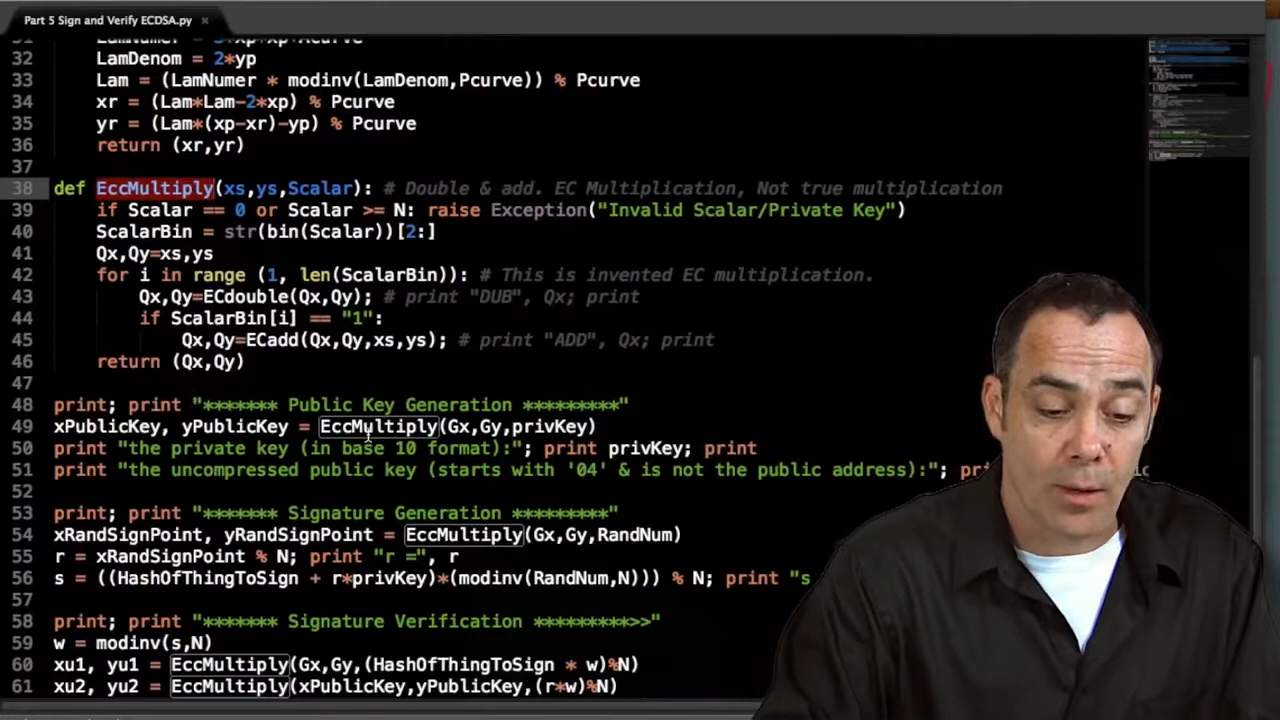 Part 5 Sign and Verify ECDSA.py ×
32 LamDenom = 2*yp
33 Lam = (LamNumer * modinv(LamDenom,Pcurve)) % Pcurve
34 xr = (Lam*Lam-2*xp) % Pcurve
35 yr = (Lam*(xp-xr)-yp) % Pcurve
36 return (xr,yr)
37
38 def EccMultiply(xs,ys,Scalar): # Double & add. EC Multiplication, Not true multiplication
39 if Scalar == 0 or Scalar >= N: raise Exception("Invalid Scalar/Private Key")
40 ScalarBin = str(bin(Scalar))[2:]
41 Qx,Qy=xs,ys
42 for i in range (1, len(ScalarBin)): # This is invented EC multiplication.
43 Qx,Qy=ECdouble(Qx,Qy); # print "DUB", Qx; print
44 if ScalarBin[i] == "1":
45 Qx,Qy=ECadd(Qx,Qy,xs,ys); # print "ADD", Qx; print
46 return (Qx,Qy)
47
48 print; print "******* Public Key Generation *********"
49 xPublicKey, yPublicKey = EccMultiply(Gx,Gy,privKey)
50 print "the private key (in base 10 format):"; print privKey; print
51 print "the uncompressed public key (starts with '04' & is not the public address):";
52
53 print; print "******* Signature Generation *********"
54 xRandSignPoint, yRandSignPoint = EccMultiply(Gx,Gy,RandNum)
55 r = xRandSignPoint % N; print "r =", r
56 s = ((HashOfThingToSign + r*privKey)*(modinv(RandNum,N))) % N; print "s
57
58 print; print "******* Signature Verification *********>>"
59 w = modinv(s,N)
60 xu1, yu1 = EccMultiply(Gx,Gy,(HashOfThingToSign * w)%N)
61 xu2, yu2 = EccMultiply(xPublicKey,yPublicKey,(r*w)%N)